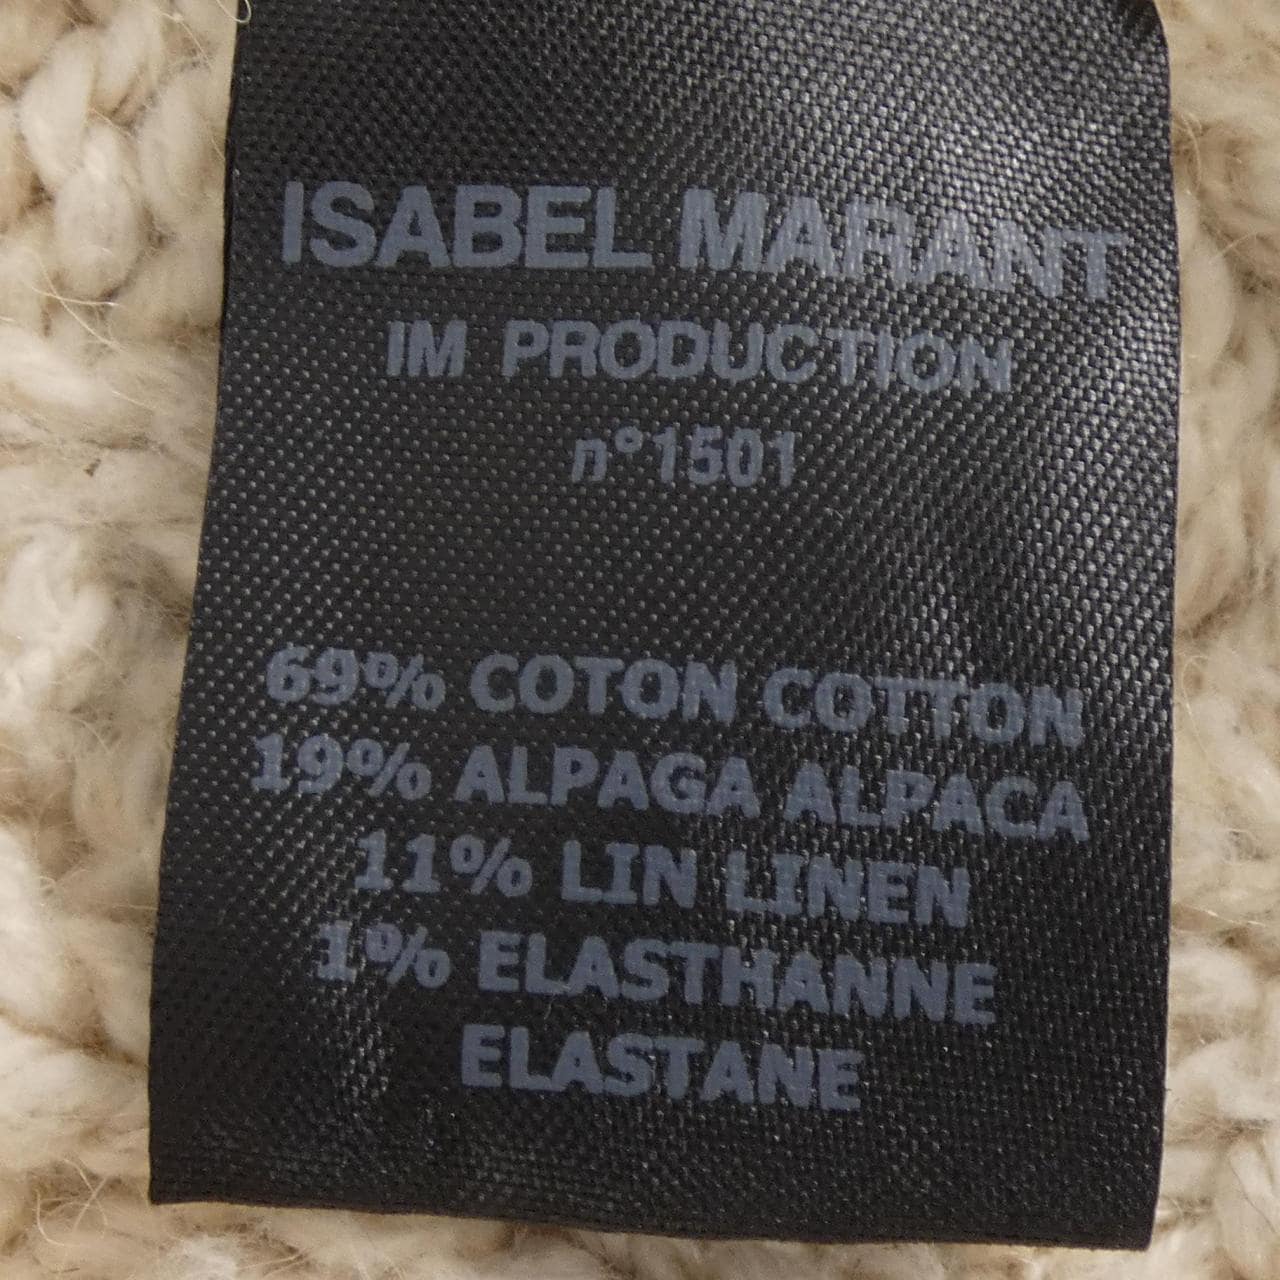 ISABEL MARANT
IM PRODUCTION
n°1501
69% COTON COTTON
19% ALPAGA ALPACA
11% LIN LINEN
1% ELASTHANNE
ELASTANE